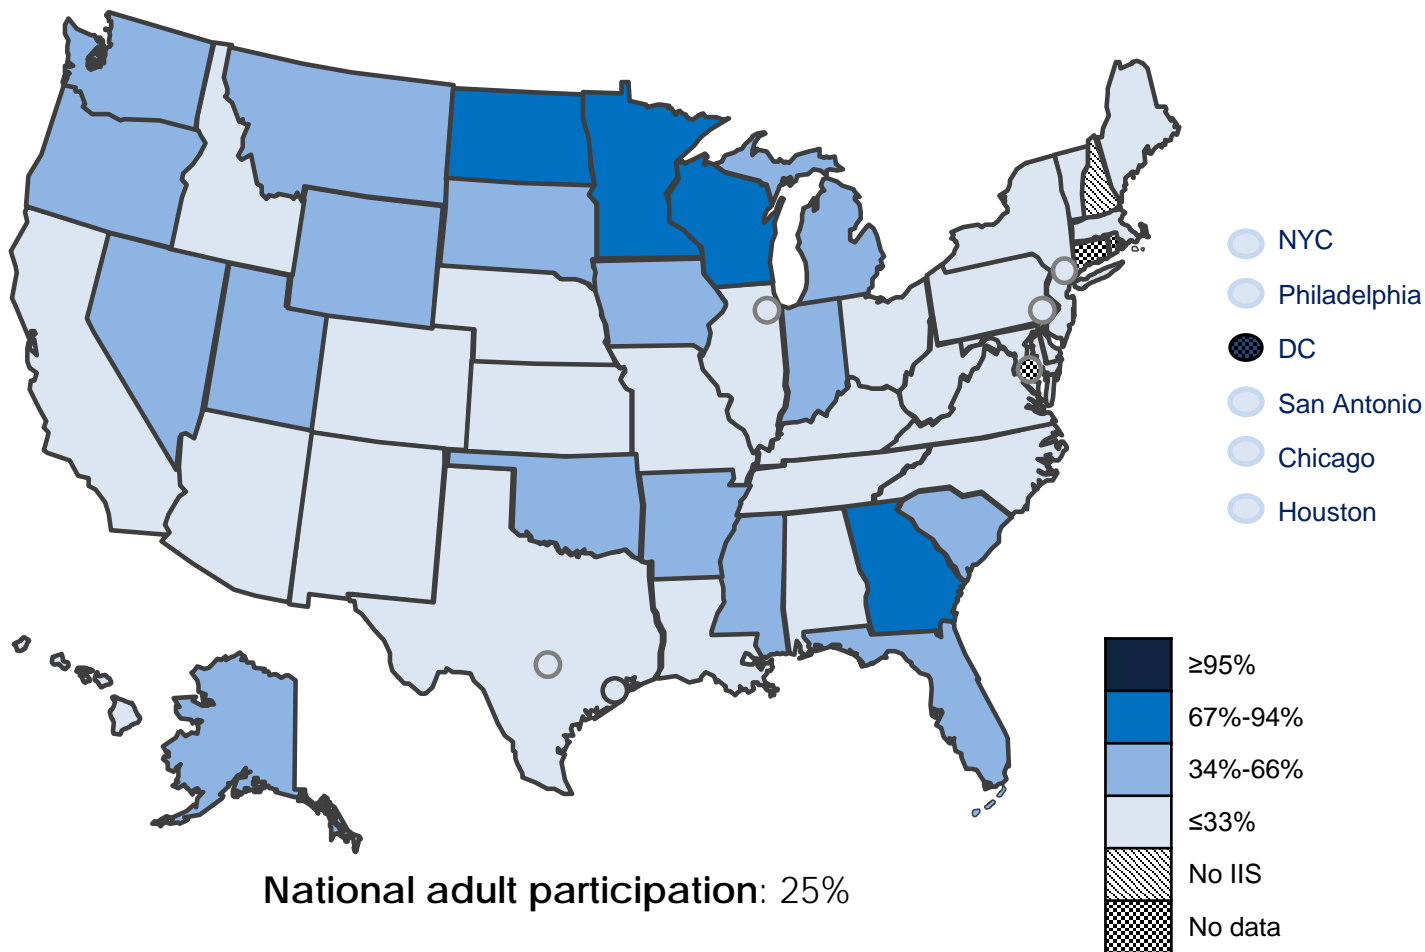 NYC
Philadelphia
DC
San Antonio
Chicago
Houston
≥95%
67%-94%
34%-66%
≤33%
No IIS
No data
National adult participation: 25%